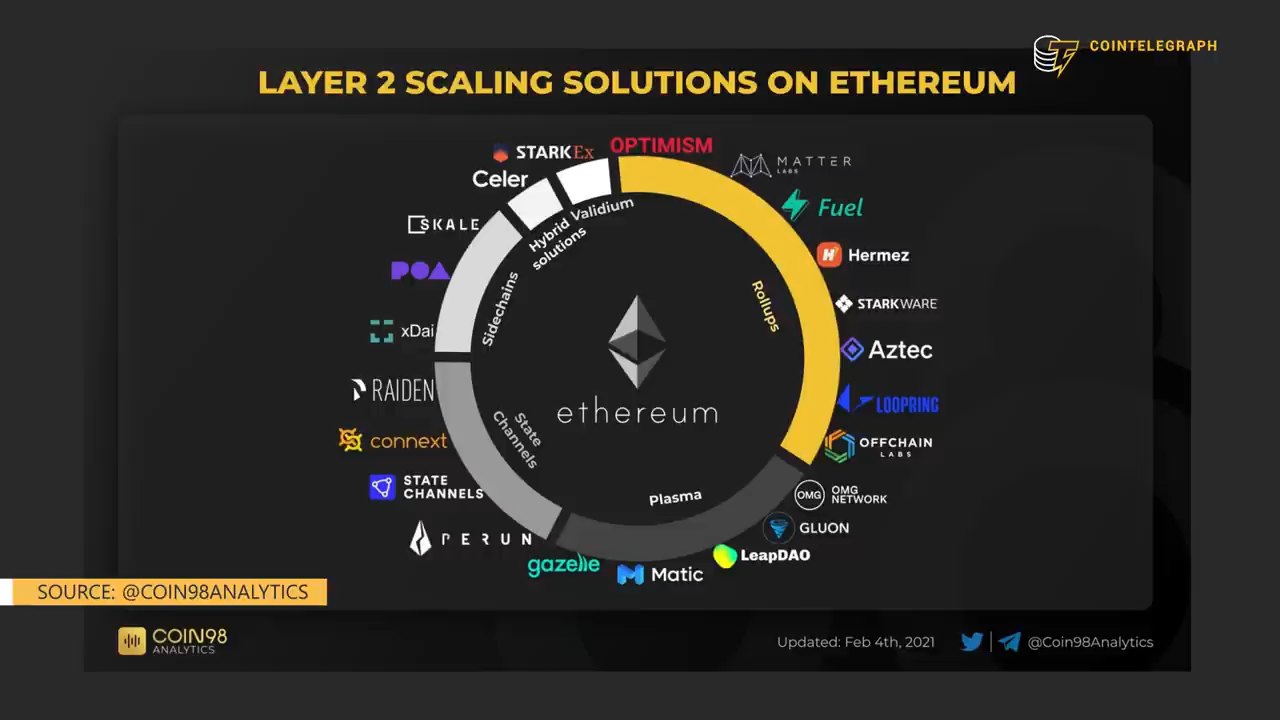 COINTELEGRAPH
LAYER 2 SCALING SOLUTIONS ON ETHEREUM
STARKEx
OPTIMISM
Celer
MATTER
LABS
SKALE
Fuel
POA
Hermez
xDai
STARKWARE
RAIDEN
Aztec
connext
LOOPRING
STATE
CHANNELS
OFFCHAIN
LABS
PERUN
OMG
OMG
NETWORK
gazelle
GLUON
Matic
LeapDAO
Validium
Hybrid
solutions
Rollups
Sidechains
State
Channels
Plasma
ethereum
SOURCE: @COIN98ANALYTICS
COIN98
ANALYTICS
Updated: Feb 4th, 2021
@Coin98Analytics